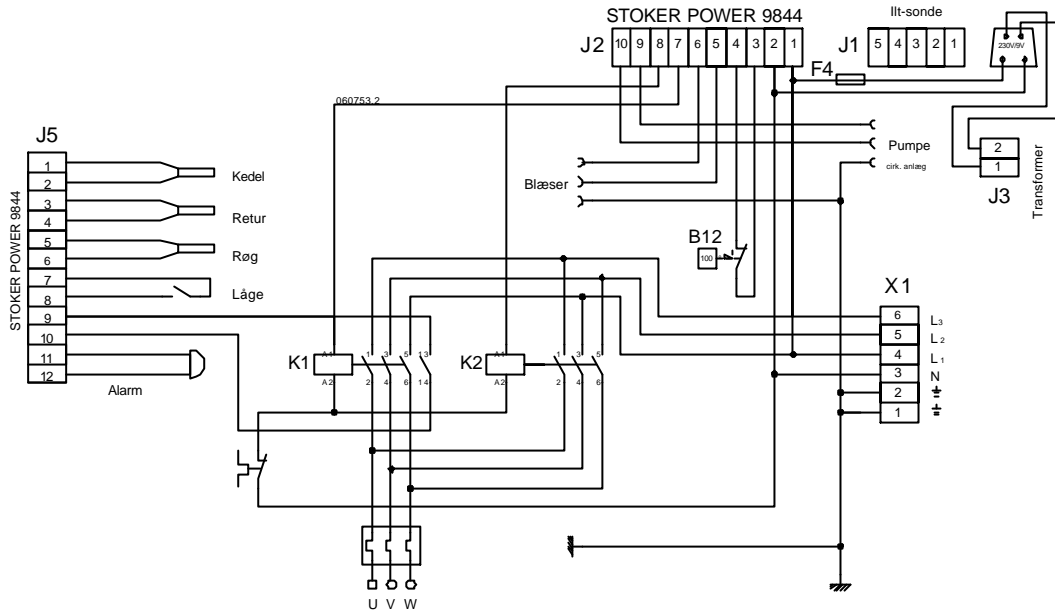 STOKER POWER 9844
Ilt-sonde
J2
10 9 8 7 6 5 4 3 2 1
J1
5 4 3 2 1
230V/9V
F4
060753.2
J5
STOKER POWER 9844
1
2
3
4
5
6
7
8
9
10
11
12
Kedel
Retur
Røg
Låge
Alarm
Blæser
Pumpe
cirk. anlæg
2
1
J3
Transformer
B12
100
X1
6 L3
5 L2
4 L1
3 N
2
1
K1
A1
A2
1 3 5 13
2 4 6 14
K2
A1
A2
1 3 5
2 4 6
U V W